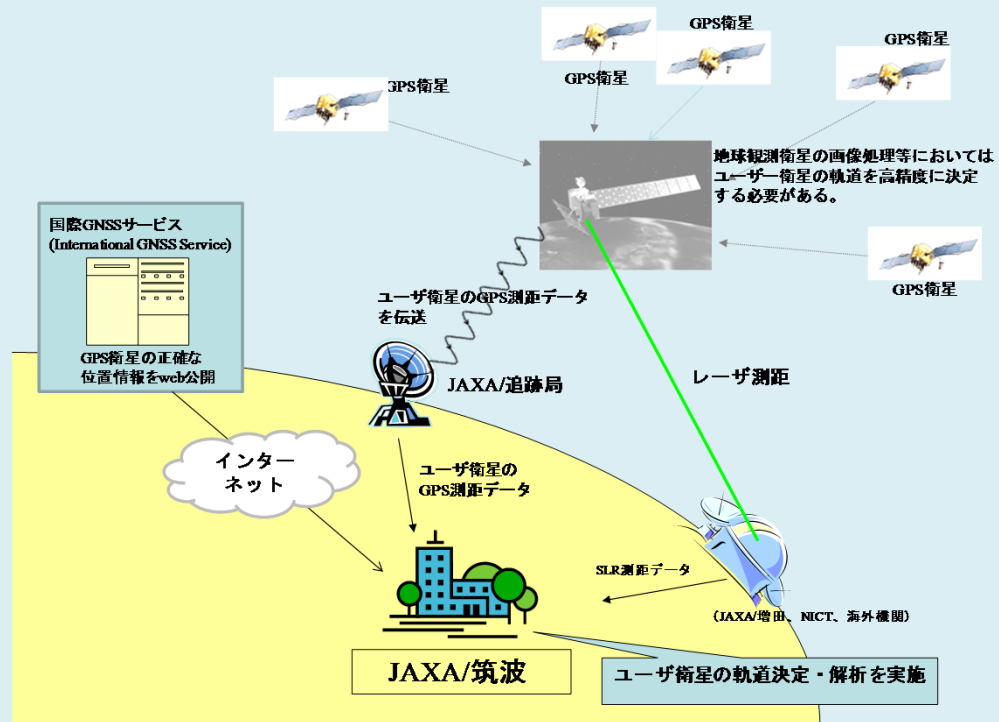 GPS衛星
GPS衛星
GPS衛星
GPS衛星
GPS衛星
地球観測衛星の画像処理等においては
ユーザー衛星の軌道を高精度に決定
する必要がある。
国際GNSSサービス
(International GNSS Service)
GPS衛星の正確な
位置情報をweb公開
ユーザ衛星のGPS測距データ
を伝送
JAXA/追跡局
レーザ測距
インター
ネット
ユーザ衛星の
GPS測距データ
SLR測距データ
（JAXA/増田、NICT、海外機関）
JAXA/筑波
ユーザ衛星の軌道決定・解析を実施